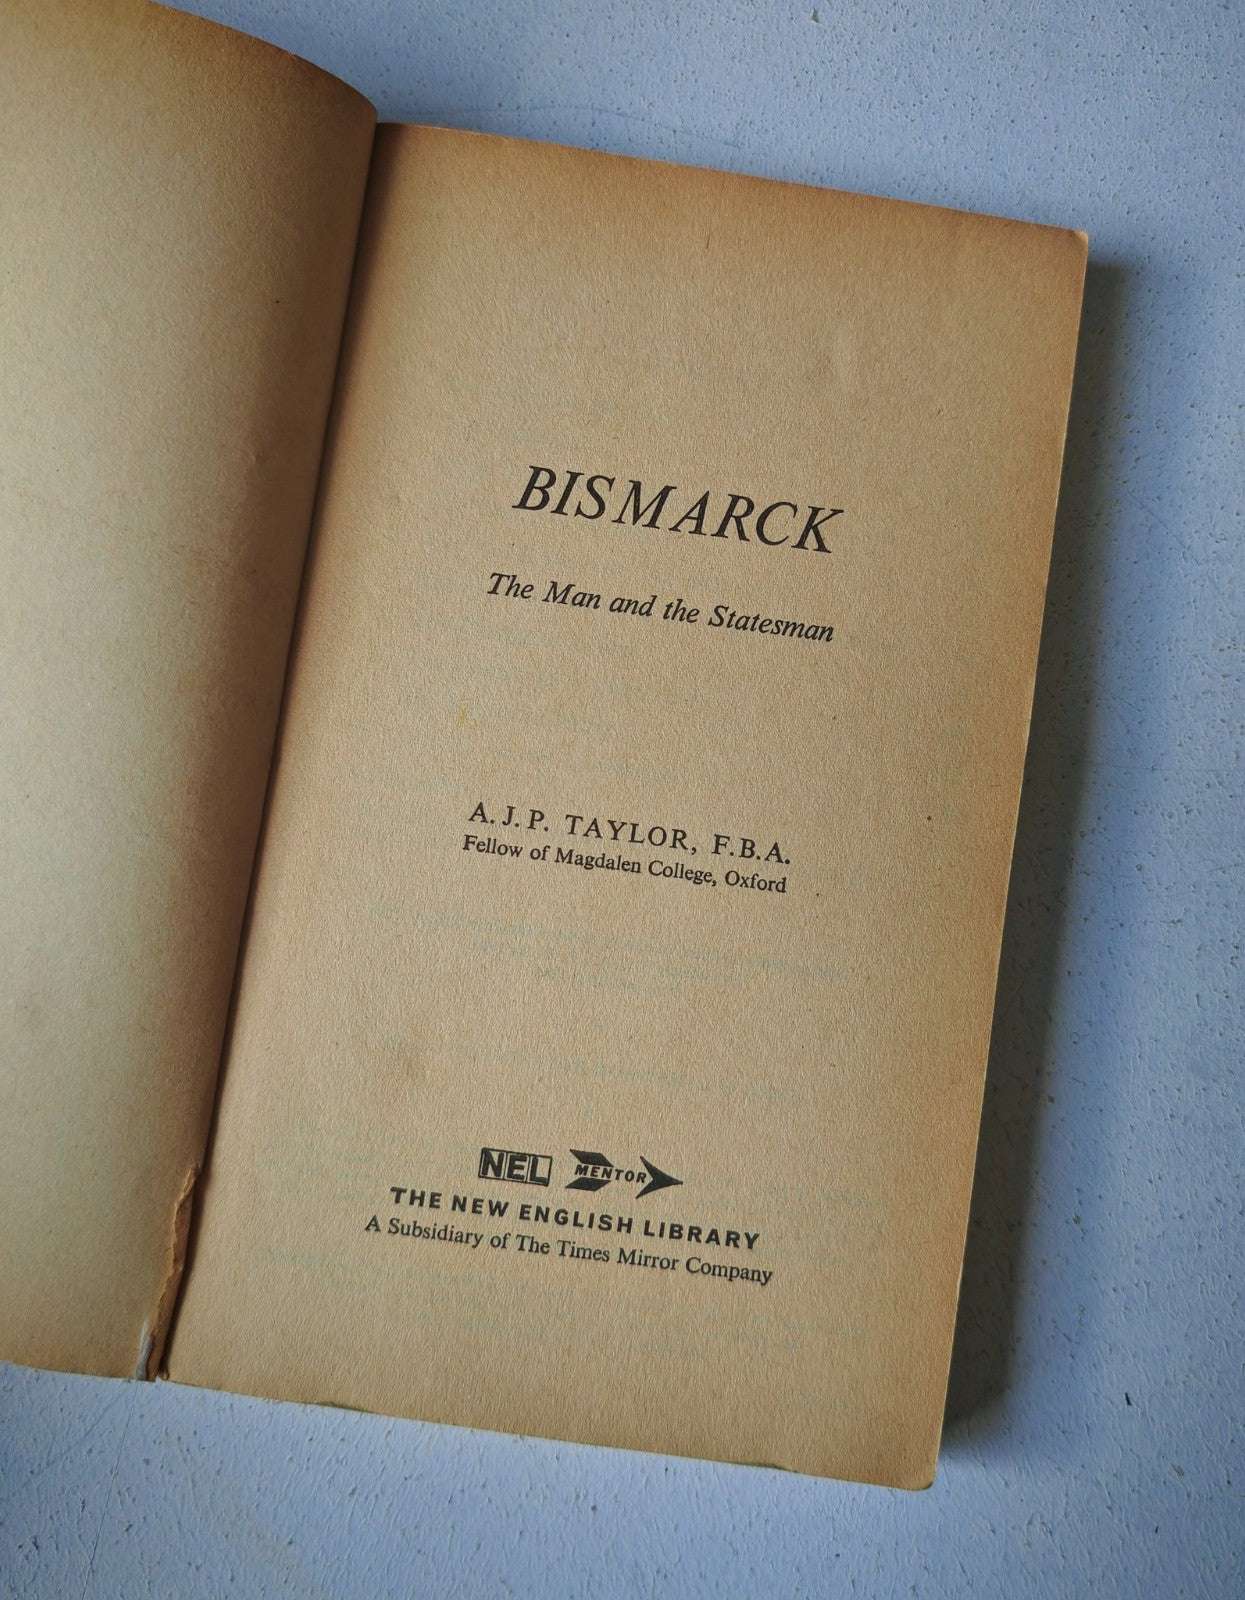 BISMARCK
The Man and the Statesman
A. J. P. TAYLOR, F.B.A.
Fellow of Magdalen College, Oxford
NEL MENTOR
THE NEW ENGLISH LIBRARY
A Subsidiary of The Times Mirror Company